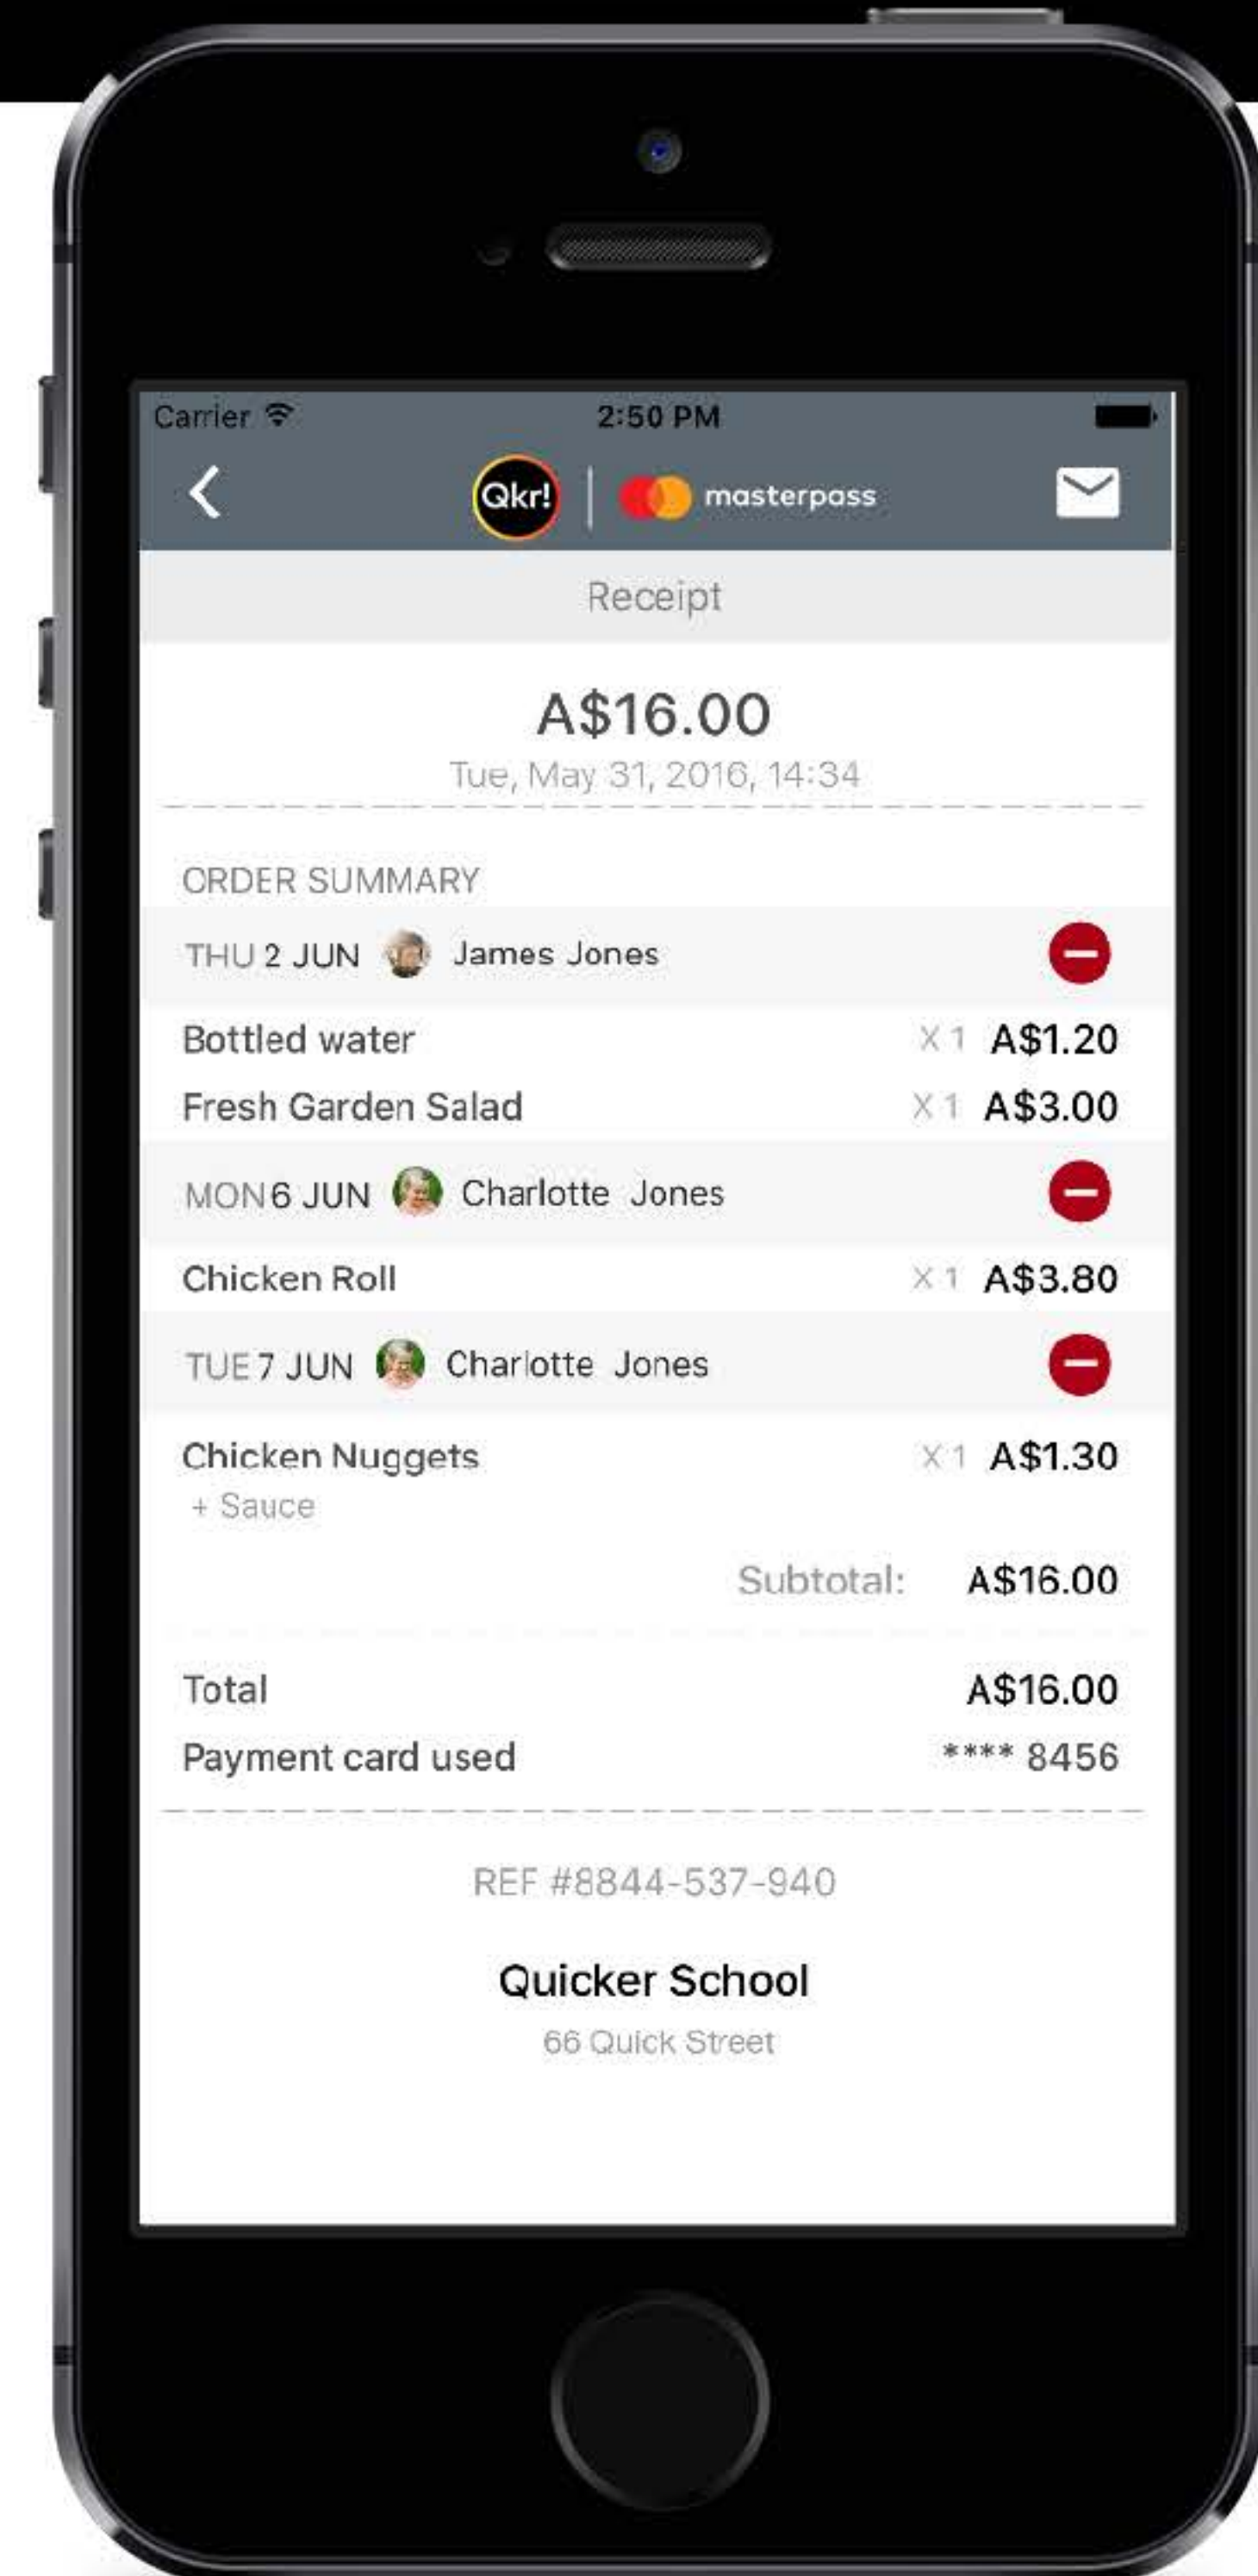 Carrier 2:50 PM
Qkr! masterpass
Receipt
A$16.00
Tue, May 31, 2016, 14:34
ORDER SUMMARY
THU 2 JUN James Jones
Bottled water X 1 A$1.20
Fresh Garden Salad X 1 A$3.00
MON 6 JUN Charlotte Jones
Chicken Roll X 1 A$3.80
TUE 7 JUN Charlotte Jones
Chicken Nuggets X 1 A$1.30
+ Sauce
Subtotal: A$16.00
Total A$16.00
Payment card used **** 8456
REF #8844-537-940
Quicker School
66 Quick Street